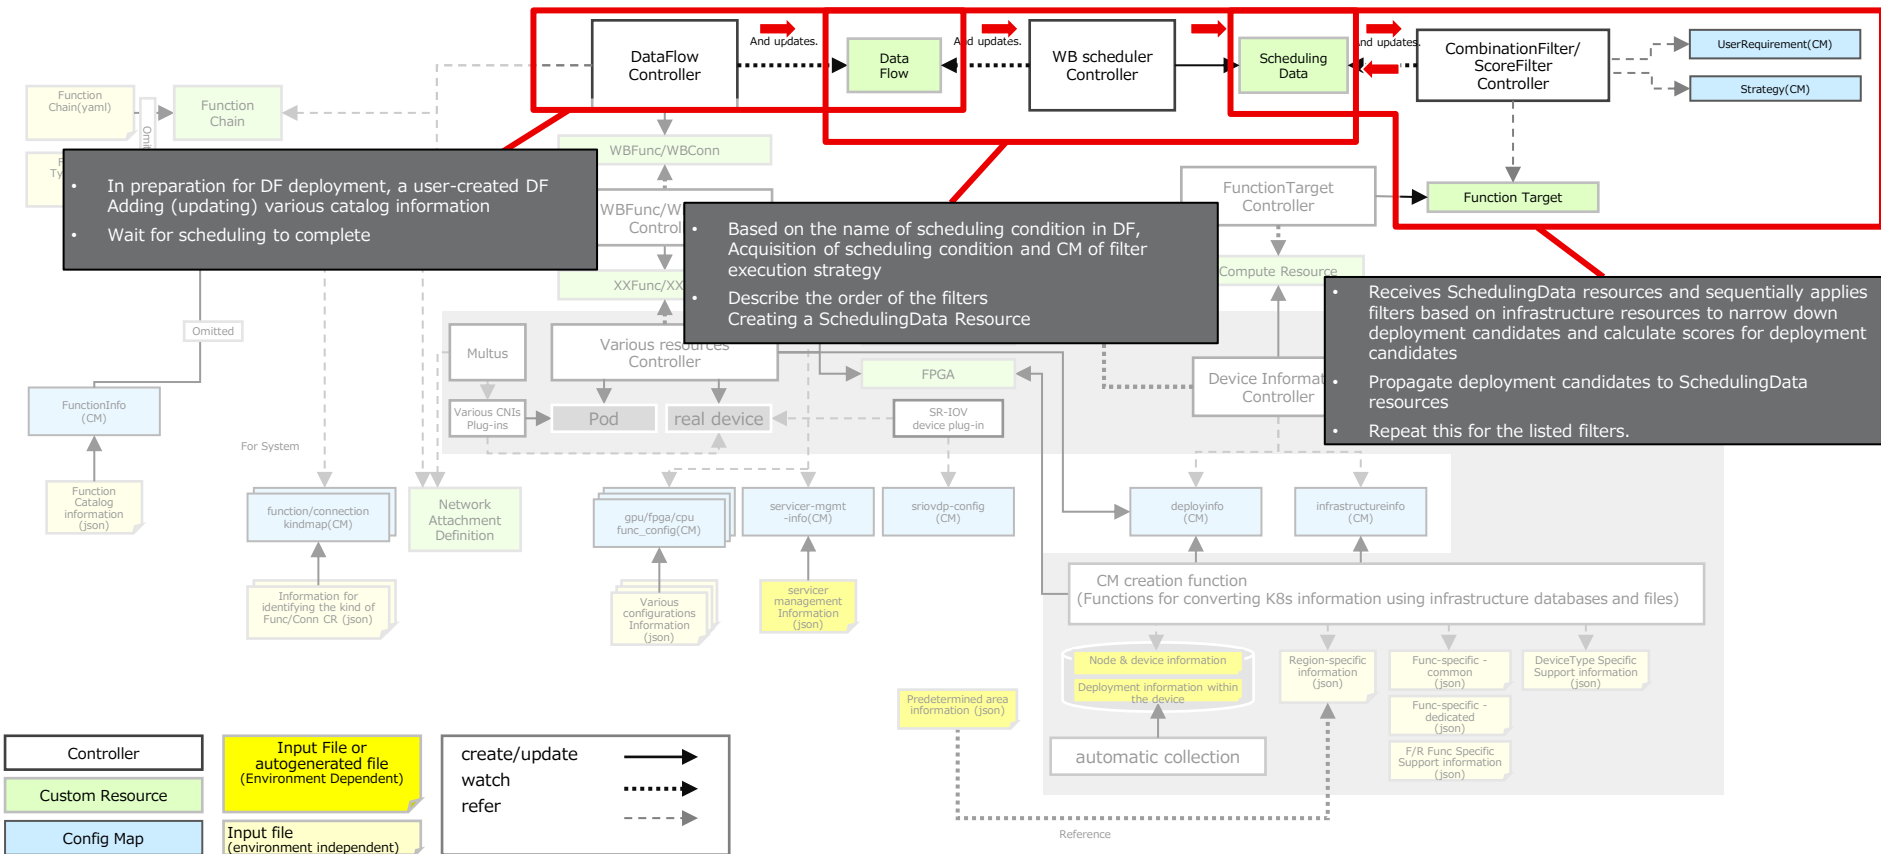 DataFlow
Controller
And updates.
Data
Flow
And updates.
WB scheduler
Controller
Scheduling
Data
And updates.
CombinationFilter/
ScoreFilter
Controller
UserRequirement(CM)
Strategy(CM)
Function
Chain(yaml)
Function
Chain
WBFunc/WBConn
FunctionTarget
Controller
Function Target
• In preparation for DF deployment, a user-created DF
Adding (updating) various catalog information
• Wait for scheduling to complete
WBFunc/W
Control
• Based on the name of scheduling condition in DF,
Acquisition of scheduling condition and CM of filter
execution strategy
• Describe the order of the filters
Creating a SchedulingData Resource
Compute Resource
XXFunc/XX
• Receives SchedulingData resources and sequentially applies
filters based on infrastructure resources to narrow down
deployment candidates and calculate scores for deployment
candidates
• Propagate deployment candidates to SchedulingData
resources
• Repeat this for the listed filters.
Omitted
Multus
Various resources
Controller
FPGA
Device Informat
Controller
FunctionInfo
(CM)
Various CNIs
Plug-ins
Pod
real device
SR-IOV
device plug-in
For System
Function
Catalog
information
(json)
function/connection
kindmap(CM)
Network
Attachment
Definition
gpu/fpga/cpu
func_config(CM)
servicer-mgmt
-info(CM)
sriovdp-config
(CM)
deployinfo
(CM)
infrastructureinfo
(CM)
Information for
identifying the kind of
Func/Conn CR (json)
Various
configurations
Information
(json)
servicer
management
Information
(json)
CM creation function
(Functions for converting K8s information using infrastructure databases and files)
Node & device information
Deployment information within
the device
Region-specific
information
(json)
Func-specific -
common
(json)
DeviceType Specific
Support information
(json)
Predetermined area
information (json)
Func-specific -
dedicated
(json)
automatic collection
F/R Func Specific
Support information
(json)
Reference
Controller
Custom Resource
Config Map
Input File or
autogenerated file
(Environment Dependent)
Input file
(environment independent)
create/update
watch
refer